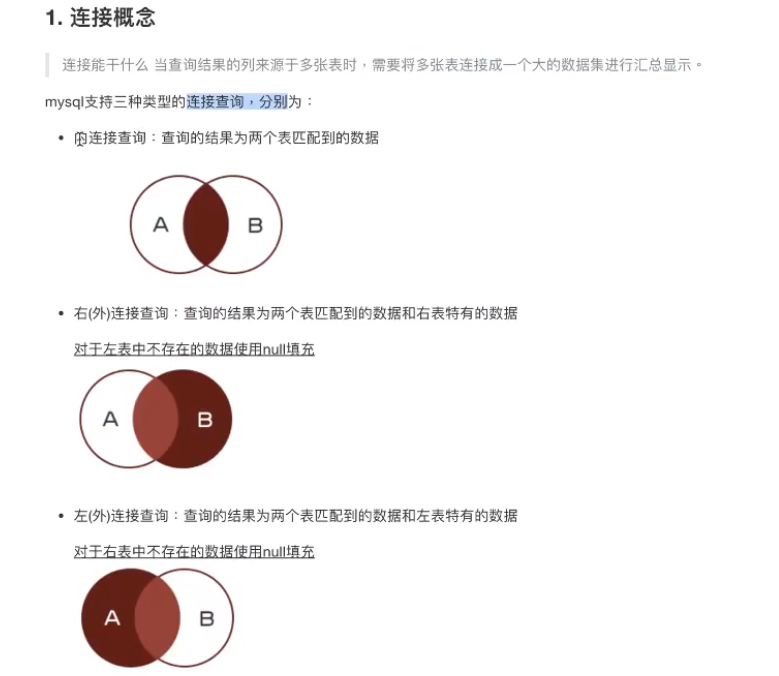 1. 连接概念
连接能干什么 当查询结果的列来源于多张表时，需要将多张表连接成一个大的数据集进行汇总显示。
mysql支持三种类型的连接查询，分别为：
• 内连接查询：查询的结果为两个表匹配到的数据
A B
• 右(外)连接查询：查询的结果为两个表匹配到的数据和右表特有的数据
对于左表中不存在的数据使用null填充
A B
• 左(外)连接查询：查询的结果为两个表匹配到的数据和左表特有的数据
对于右表中不存在的数据使用null填充
A B